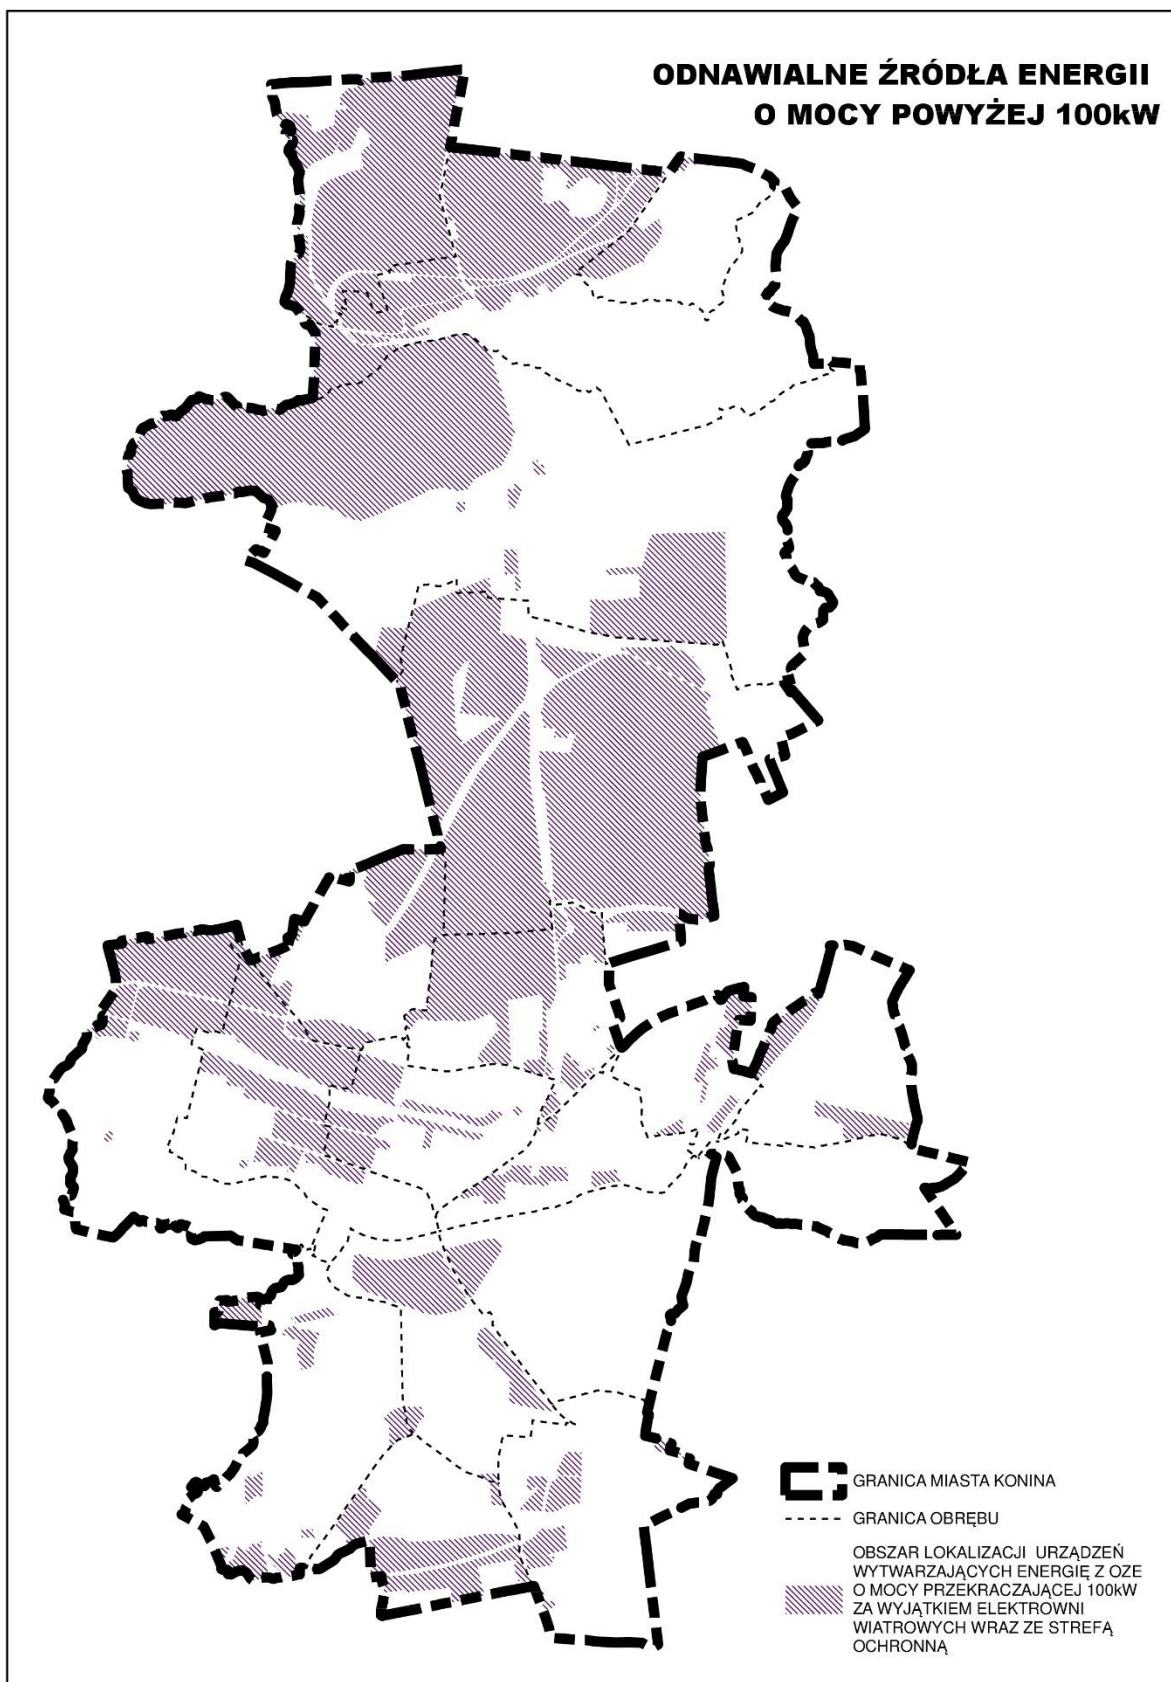 ODNAWIALNE ŹRÓDŁA ENERGII
O MOCY POWYŻEJ 100kW
GRANICA MIASTA KONINA
GRANICA OBRĘBU
OBSZAR LOKALIZACJI URZĄDZEŃ
WYTWARZAJĄCYCH ENERGIĘ Z OZE
O MOCY PRZEKRACZAJĄCEJ 100kW
ZA WYJĄTKIEM ELEKTROWNI
WIATROWYCH WRAZ ZE STREFĄ
OCHRONNĄ